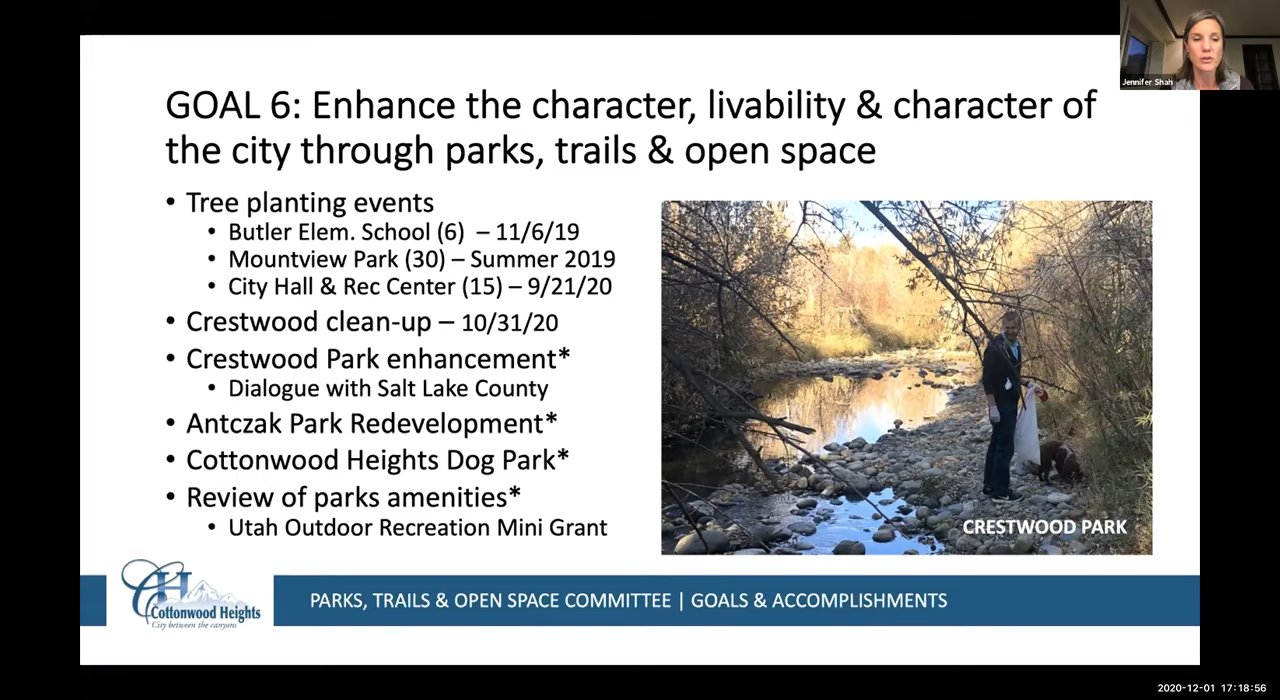 Jennifer Shah
GOAL 6: Enhance the character, livability & character of
the city through parks, trails & open space
• Tree planting events
• Butler Elem. School (6) – 11/6/19
• Mountview Park (30) – Summer 2019
• City Hall & Rec Center (15) – 9/21/20
• Crestwood clean-up – 10/31/20
• Crestwood Park enhancement*
• Dialogue with Salt Lake County
• Antczak Park Redevelopment*
• Cottonwood Heights Dog Park*
• Review of parks amenities*
• Utah Outdoor Recreation Mini Grant
CRESTWOOD PARK
CH
Cottonwood Heights
City between the canyons
PARKS, TRAILS & OPEN SPACE COMMITTEE | GOALS & ACCOMPLISHMENTS
2020-12-01 17:18:56